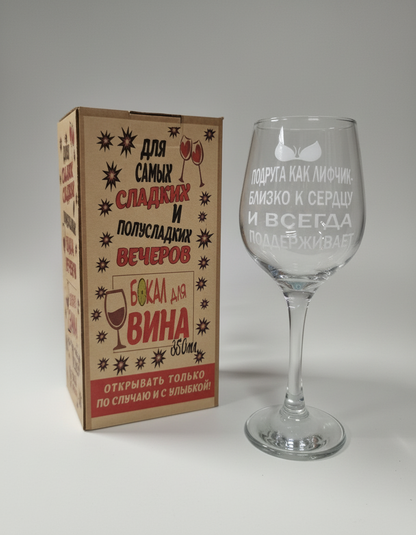 ДЛЯ
САМЫХ
СЛАДКИХ
И
ПОЛУСЛАДКИХ
ВЕЧЕРОВ
БОКАЛ ДЛЯ
ВИНА
350мл
ОТКРЫВАТЬ ТОЛЬКО
ПО СЛУЧАЮ И С УЛЫБКОЙ!
ПОДРУГА КАК ЛИФЧИК-
БЛИЗКО К СЕРДЦУ
И ВСЕГДА
ПОДДЕРЖИВАЕТ